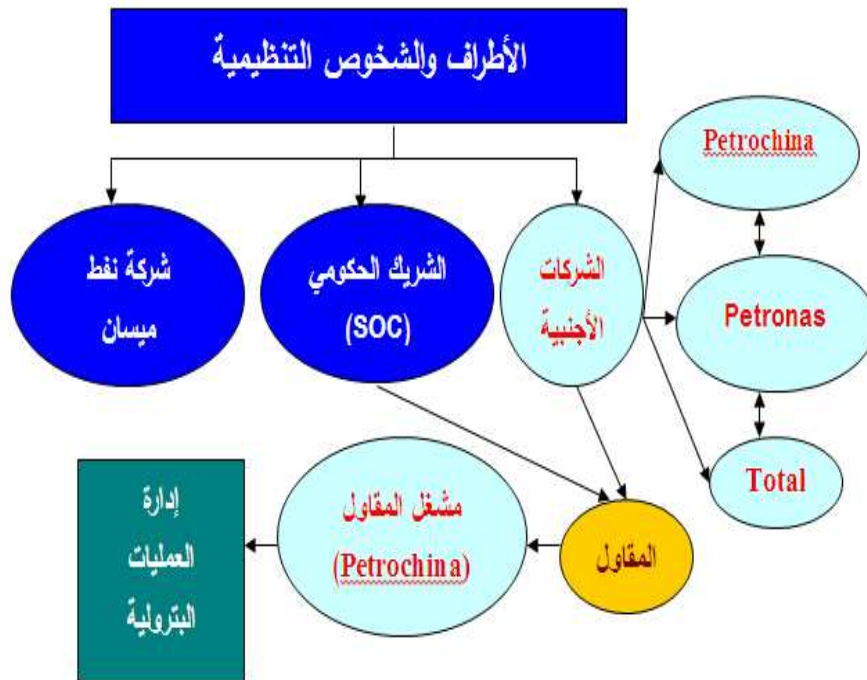 الأطراف والشخوص التنظيمية
Petrochina
شركة نفط
ميسان
الشريك الحكومي
(SOC)
الشركات
الأجنبية
Petronas
Total
إدارة
العمليات
البترولية
مشغل المقاول
(Petrochina)
المقاول